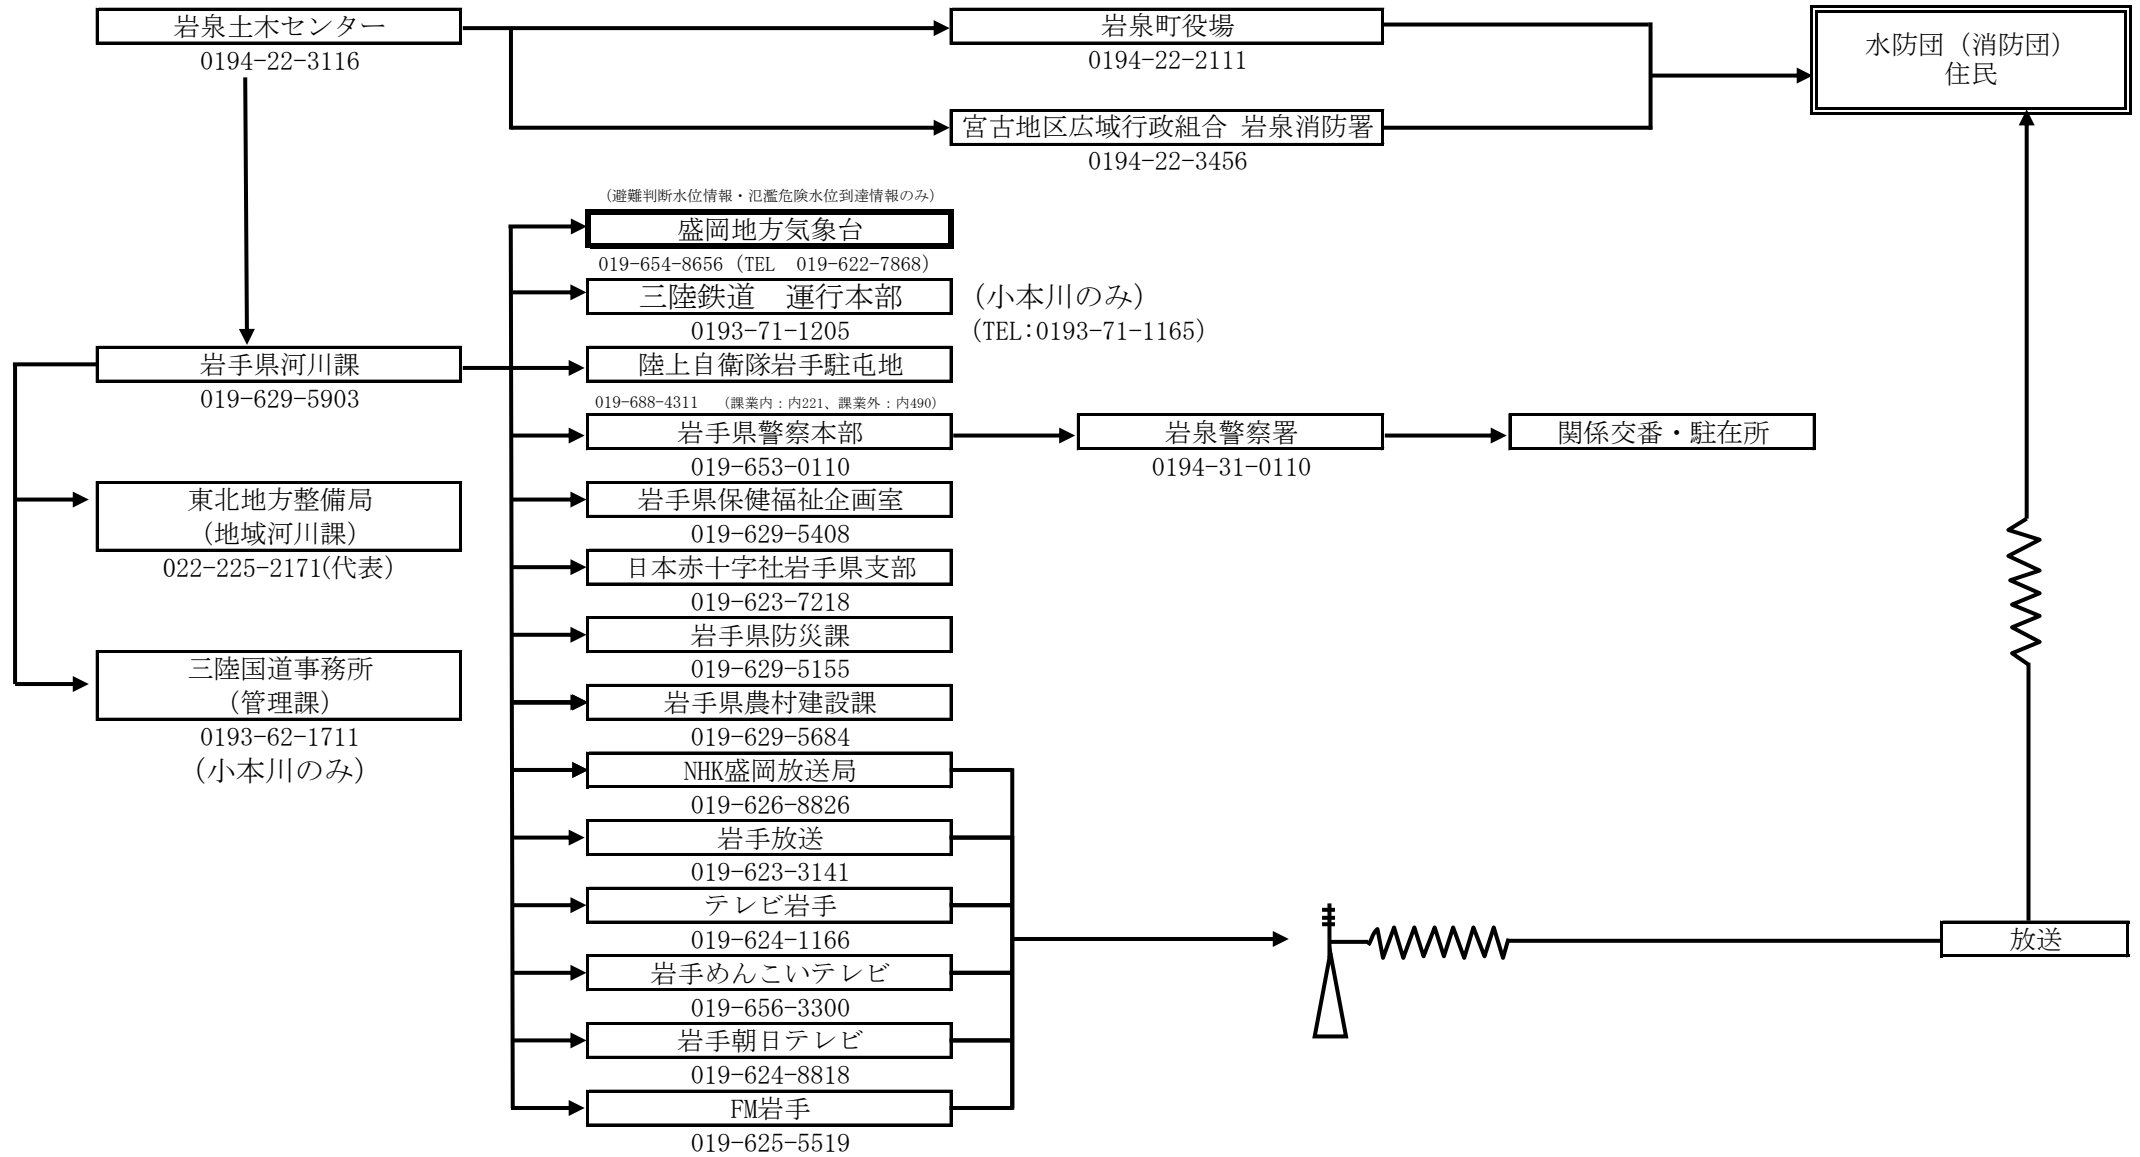 岩泉土木センター
0194-22-3116
岩泉町役場
0194-22-2111
水防団（消防団）
住民
宮古地区広域行政組合 岩泉消防署
0194-22-3456
（避難判断水位情報・氾濫危険水位到達情報のみ）
盛岡地方気象台
019-654-8656（TEL　019-622-7868）
三陸鉄道　運行本部
（小本川のみ）
0193-71-1205
（TEL:0193-71-1165）
岩手県河川課
019-629-5903
陸上自衛隊岩手駐屯地
019-688-4311　（課業内：内221、課業外：内490）
岩手県警察本部
019-653-0110
岩泉警察署
0194-31-0110
関係交番・駐在所
東北地方整備局
（地域河川課）
022-225-2171(代表）
岩手県保健福祉企画室
019-629-5408
日本赤十字社岩手県支部
019-623-7218
岩手県防災課
019-629-5155
三陸国道事務所
（管理課）
0193-62-1711
（小本川のみ）
岩手県農村建設課
019-629-5684
NHK盛岡放送局
019-626-8826
岩手放送
019-623-3141
テレビ岩手
019-624-1166
岩手めんこいテレビ
019-656-3300
岩手朝日テレビ
019-624-8818
FM岩手
019-625-5519
放送